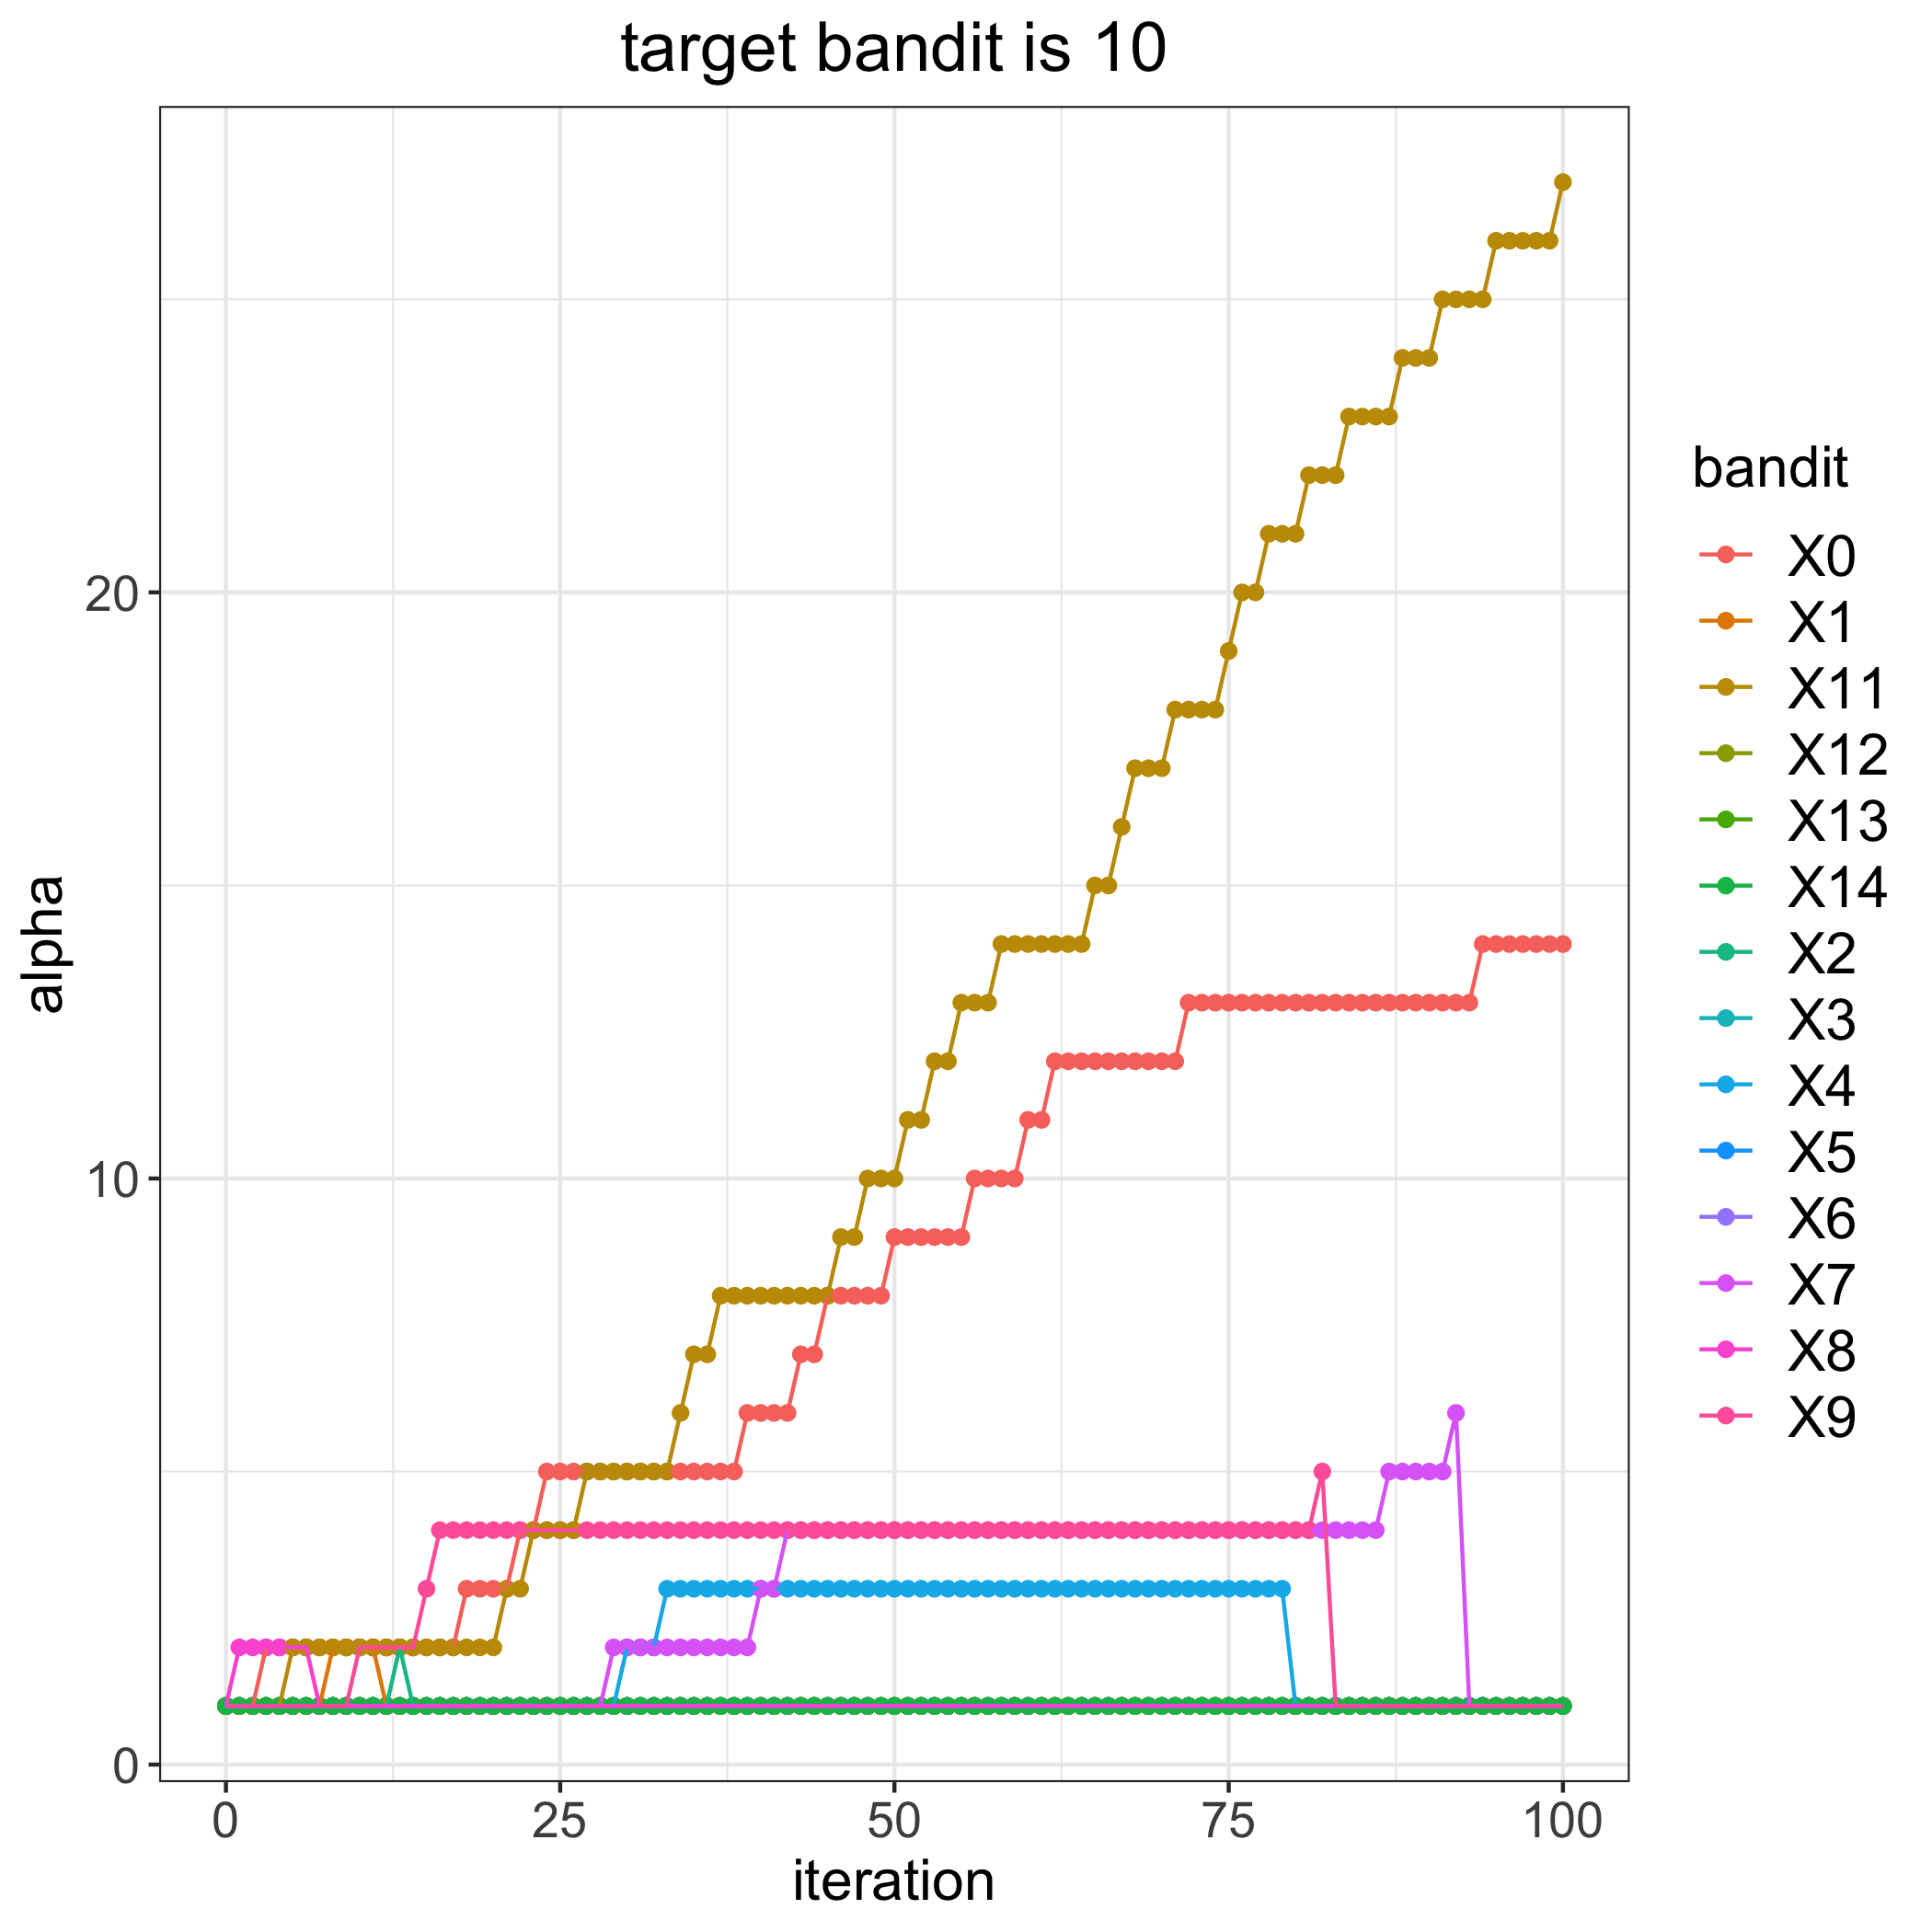 target bandit is 10
alpha
20
10
0
0 25 50 75 100
iteration
bandit
X0
X1
X11
X12
X13
X14
X2
X3
X4
X5
X6
X7
X8
X9